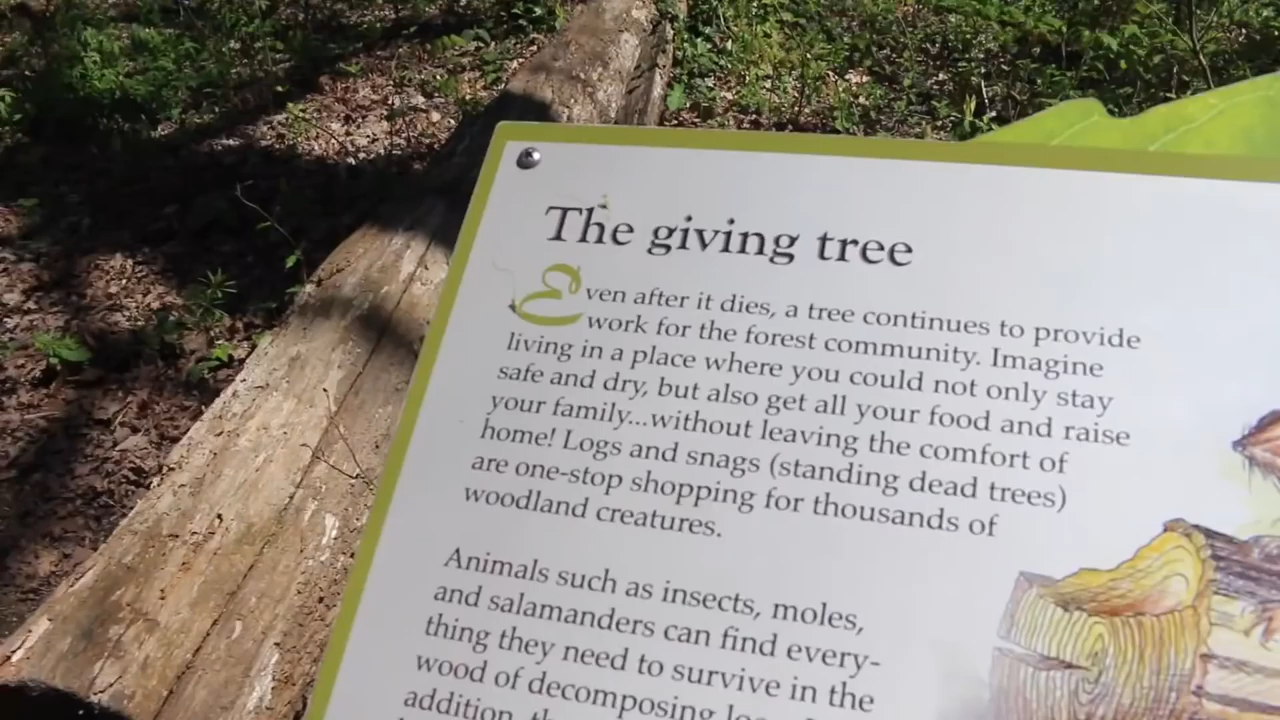 The giving tree
Even after it dies, a tree continues to provide
work for the forest community. Imagine
living in a place where you could not only stay
safe and dry, but also get all your food and raise
your family...without leaving the comfort of
home! Logs and snags (standing dead trees)
are one-stop shopping for thousands of
woodland creatures.
Animals such as insects, moles,
and salamanders can find every-
thing they need to survive in the
wood of decomposing
addition,